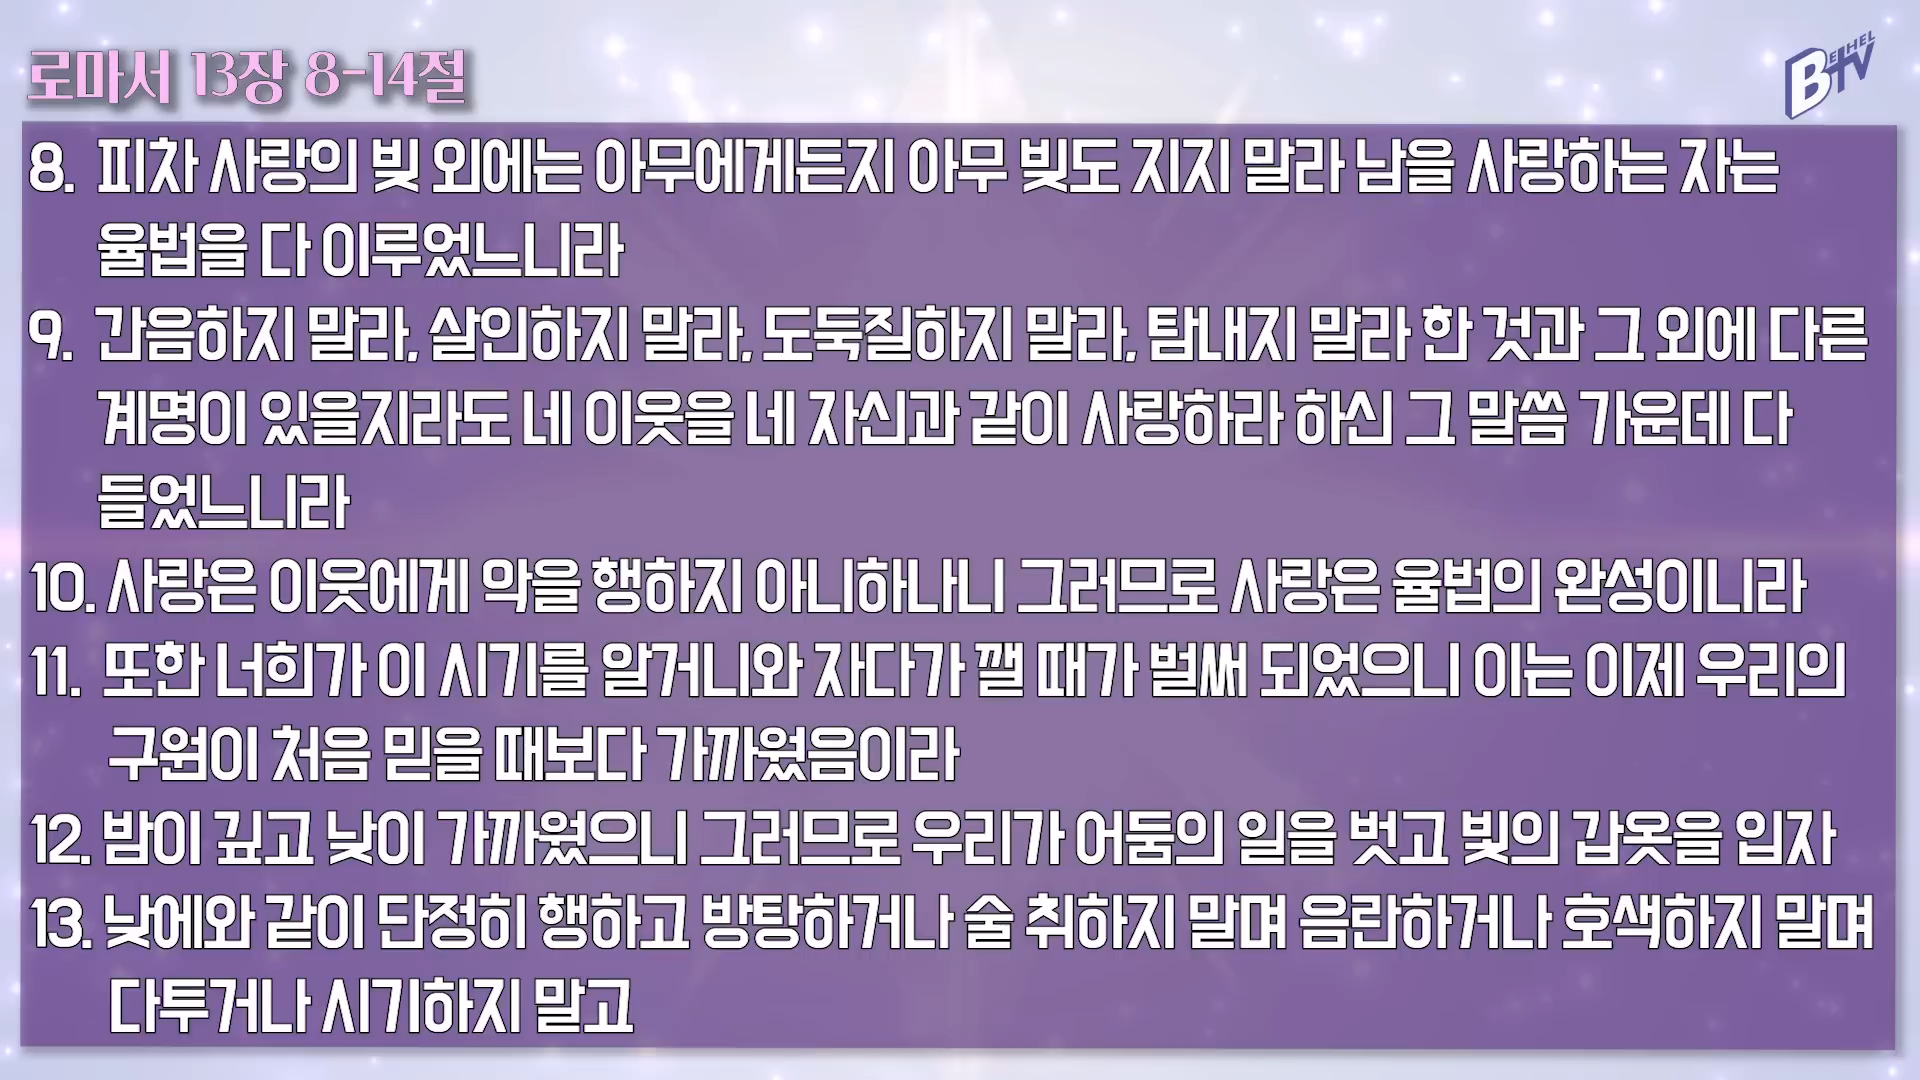 로마서 13장 8-14절
BETHEL TV
8. 피차 사랑의 빚 외에는 아무에게든지 아무 빚도 지지 말라 남을 사랑하는 자는
율법을 다 이루었느니라
9. 간음하지 말라, 살인하지 말라, 도둑질하지 말라, 탐내지 말라 한 것과 그 외에 다른
계명이 있을지라도 네 이웃을 네 자신과 같이 사랑하라 하신 그 말씀 가운데 다
들었느니라
10. 사랑은 이웃에게 악을 행하지 아니하나니 그러므로 사랑은 율법의 완성이니라
11. 또한 너희가 이 시기를 알거니와 자다가 깰 때가 벌써 되었으니 이는 이제 우리의
구원이 처음 믿을 때보다 가까웠음이라
12. 밤이 깊고 낮이 가까웠으니 그러므로 우리가 어둠의 일을 벗고 빛의 갑옷을 입자
13. 낮에와 같이 단정히 행하고 방탕하거나 술 취하지 말며 음란하거나 호색하지 말며
다투거나 시기하지 말고